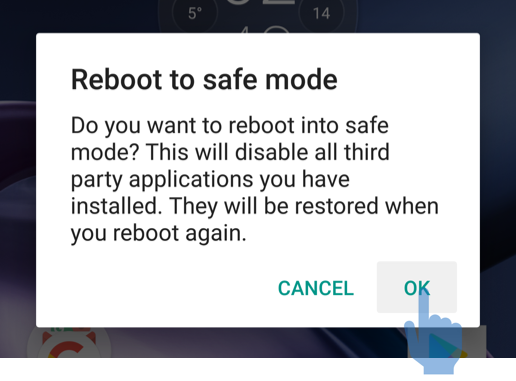 5° 14
Reboot to safe mode
Do you want to reboot into safe
mode? This will disable all third
party applications you have
installed. They will be restored when
you reboot again.
CANCEL OK